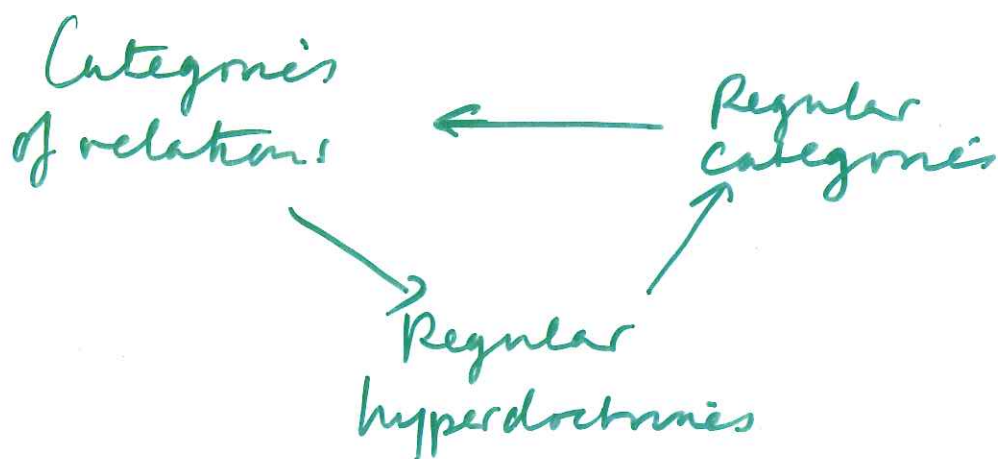 Categories
of relations
Regular
categories
Regular
hyperdoctrines